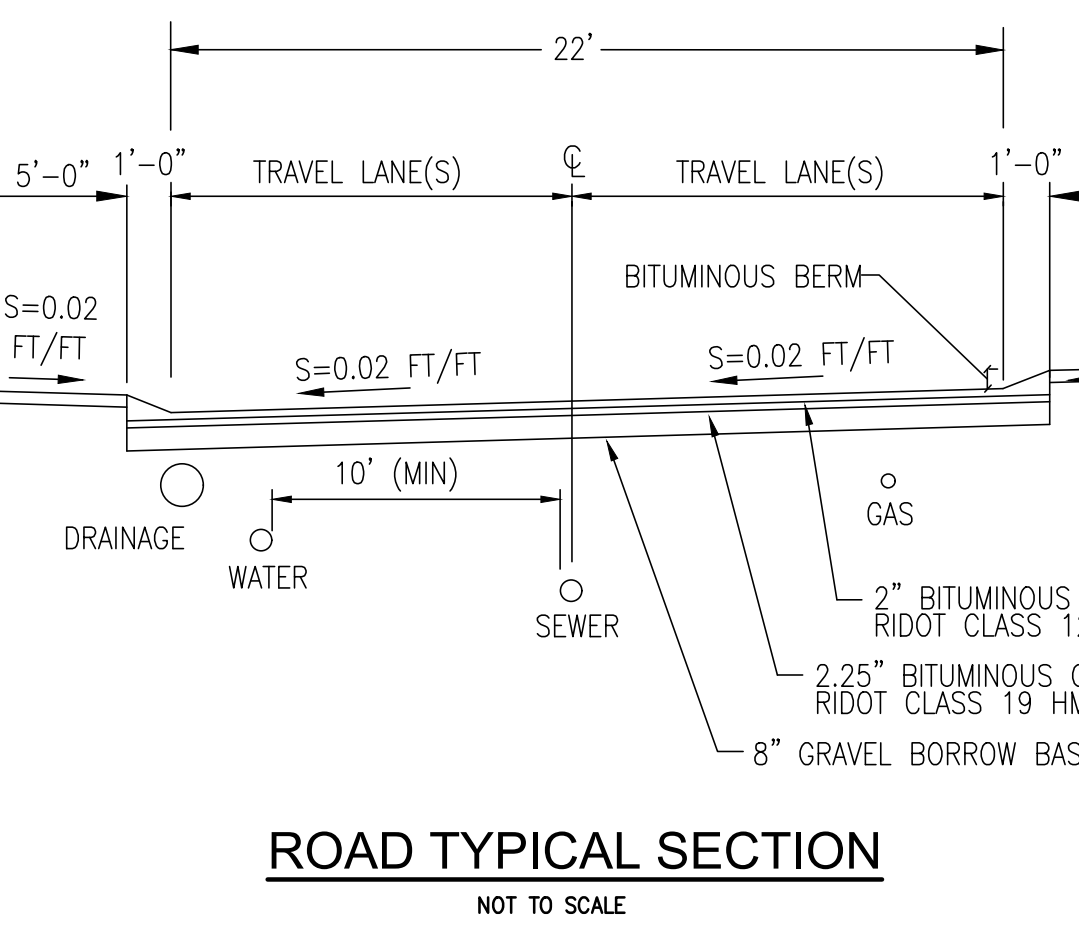 22'
5'-0" 1'-0" TRAVEL LANE(S) ℄ TRAVEL LANE(S) 1'-0"
BITUMINOUS BERM
S=0.02
FT/FT
S=0.02 FT/FT
S=0.02 FT/FT
10' (MIN)
DRAINAGE
WATER
SEWER
GAS
2" BITUMINOUS
RIDOT CLASS
2.25" BITUMINOUS
RIDOT CLASS 19
8" GRAVEL BORROW
ROAD TYPICAL SECTION
NOT TO SCALE